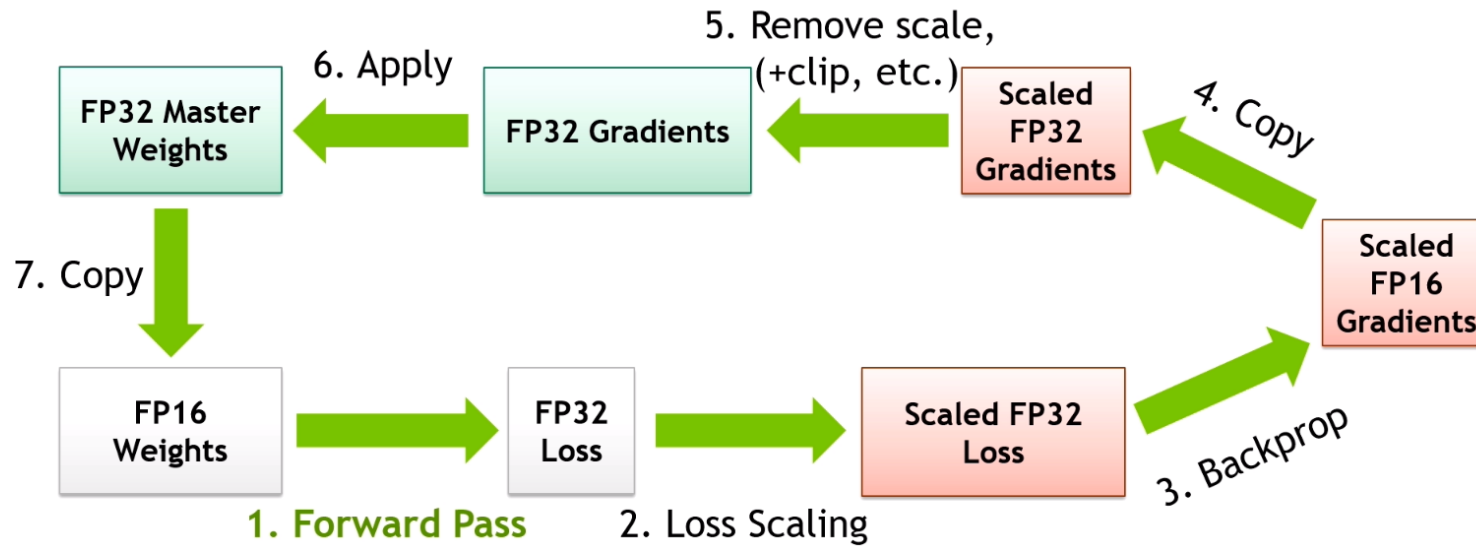 5. Remove scale,
(+clip, etc.)
6. Apply
FP32 Master
Weights
FP32 Gradients
Scaled
FP32
Gradients
4. Copy
Scaled
FP16
Gradients
7. Copy
FP16
Weights
FP32
Loss
Scaled FP32
Loss
3. Backprop
1. Forward Pass
2. Loss Scaling